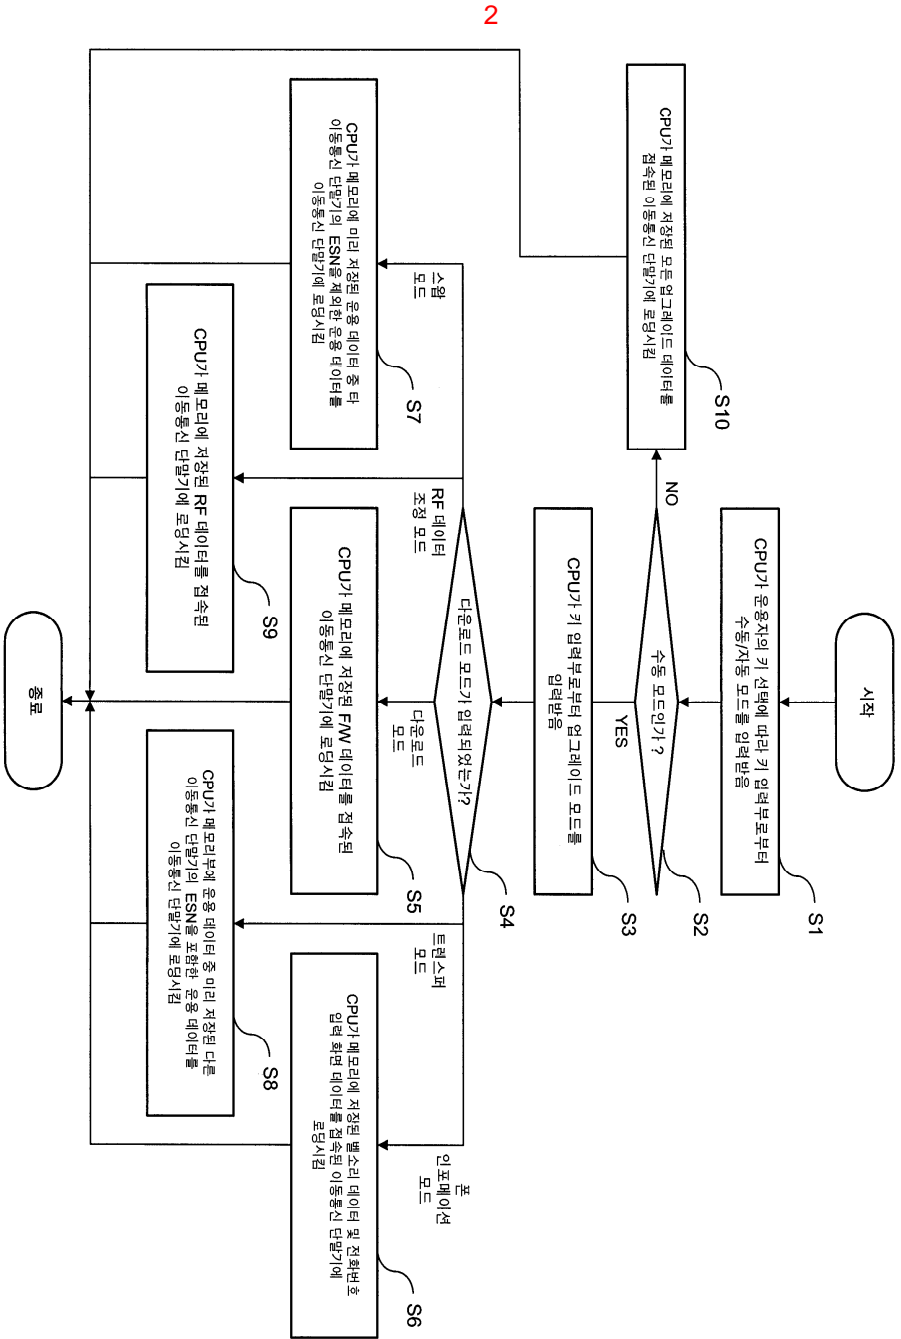 2
시작
CPU가 운용자의 키 선택에 따라 키 입력부로부터
수동/자동 모드를 입력받음
S1
수동 모드인가 ?
S2
NO
YES
CPU가 메모리에 저장된 모든 업그레이드 데이터를
접속된 이동통신 단말기에 로딩시킴
S10
CPU가 키 입력부로부터 업그레이드 모드를
입력받음
S3
다운로드 모드가 입력되었는가?
S4
스왑
모드
RF 데이터
조정 모드
다운로드
모드
트랜스퍼
모드
폰
인포메이션
모드
CPU가 메모리에 미리 저장된 운용 데이터 중 타
이동통신 단말기의 ESN을 제외한 운용 데이터를
이동통신 단말기에 로딩시킴
S7
CPU가 메모리에 저장된 F/W 데이터를 접속된
이동통신 단말기에 로딩시킴
S5
CPU가 메모리에 저장된 벨소리 데이터 및 전화번호
입력 화면 데이터를 접속된 이동통신 단말기에
로딩시킴
S6
CPU가 메모리에 저장된 RF 데이터를 접속된
이동통신 단말기에 로딩시킴
S9
CPU가 메모리부에 운용 데이터 중 미리 저장된 다른
이동통신 단말기의 ESN을 포함한 운용 데이터를
이동통신 단말기에 로딩시킴
S8
종료